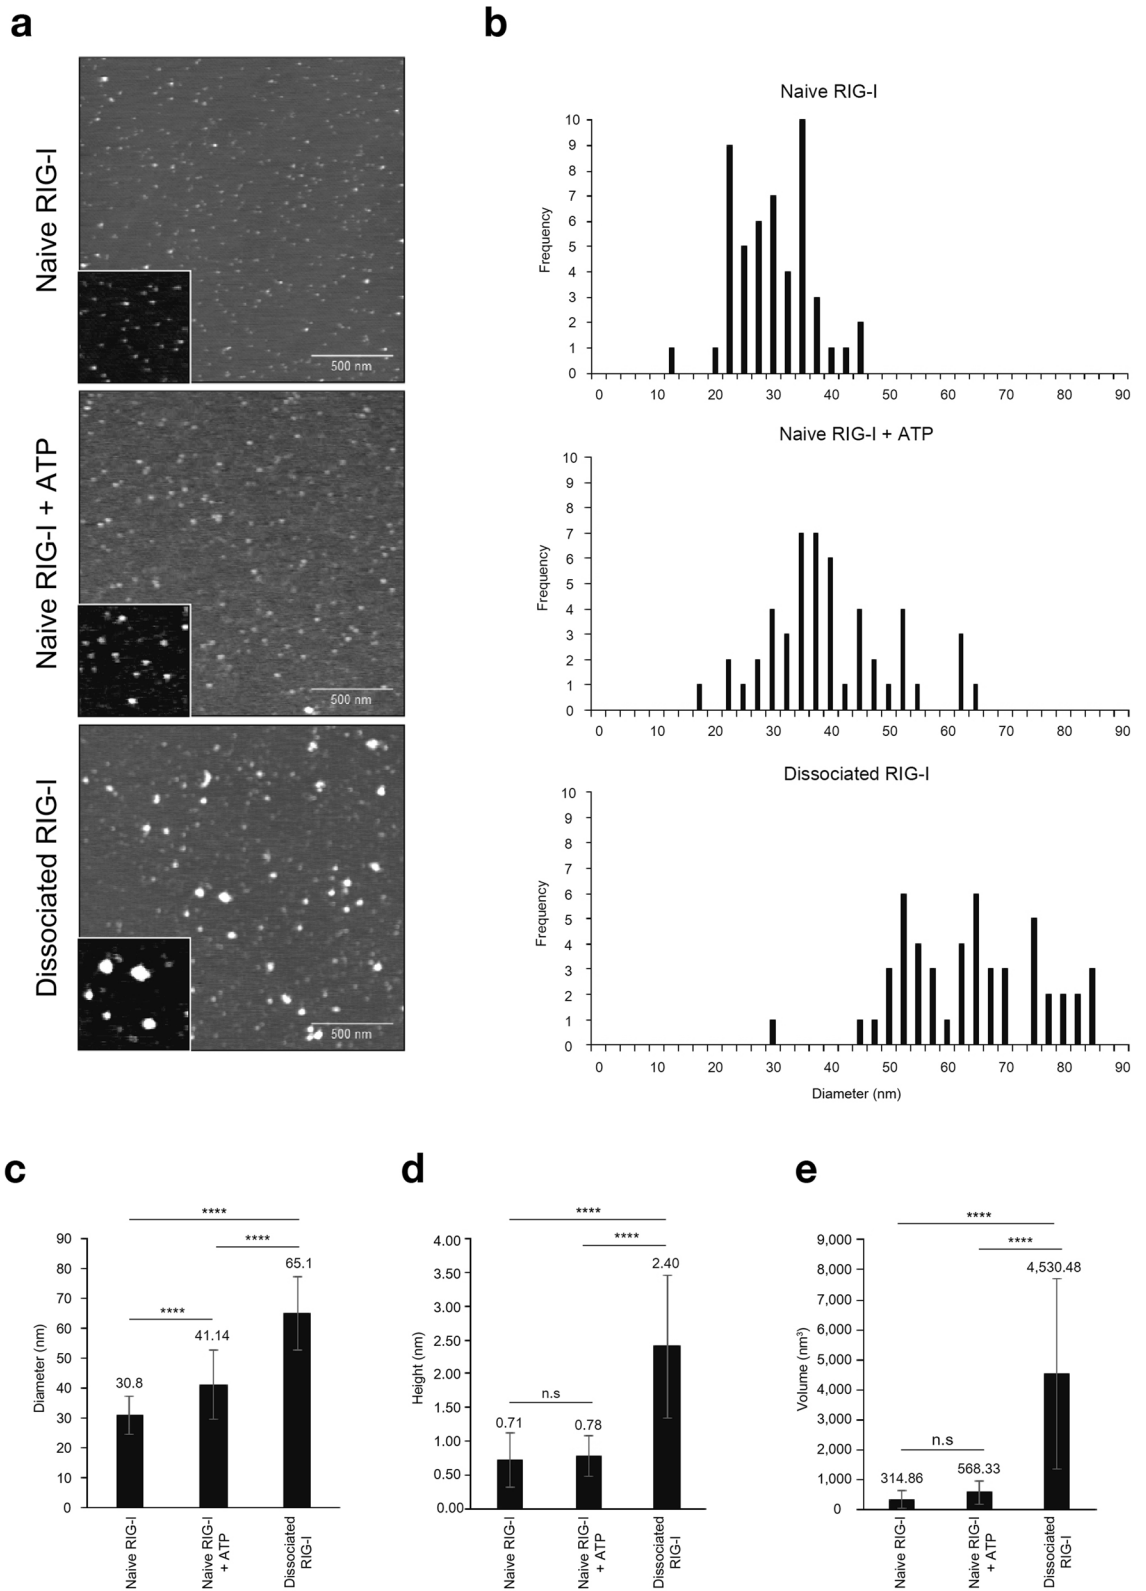 a
Naive RIG-I
500 nm
Naive RIG-I + ATP
500 nm
Dissociated RIG-I
500 nm
b
Naive RIG-I
Frequency
10
9
8
7
6
5
4
3
2
1
0
0 10 20 30 40 50 60 70 80 90
Naive RIG-I + ATP
Frequency
10
9
8
7
6
5
4
3
2
1
0
0 10 20 30 40 50 60 70 80 90
Dissociated RIG-I
Frequency
10
9
8
7
6
5
4
3
2
1
0
0 10 20 30 40 50 60 70 80 90
Diameter (nm)
c
****
****
****
65.1
41.14
30.8
Diameter (nm)
90
80
70
60
50
40
30
20
10
0
Naive RIG-I
Naive RIG-I
+ ATP
Dissociated
RIG-I
d
****
****
2.40
n.s
0.71
0.78
Height (nm)
4.00
3.50
3.00
2.50
2.00
1.50
1.00
0.50
0.00
Naive RIG-I
Naive RIG-I
+ ATP
Dissociated
RIG-I
e
****
****
4,530.48
n.s
314.86
568.33
Volume (nm³)
9,000
8,000
7,000
6,000
5,000
4,000
3,000
2,000
1,000
0
Naive RIG-I
Naive RIG-I
+ ATP
Dissociated
RIG-I